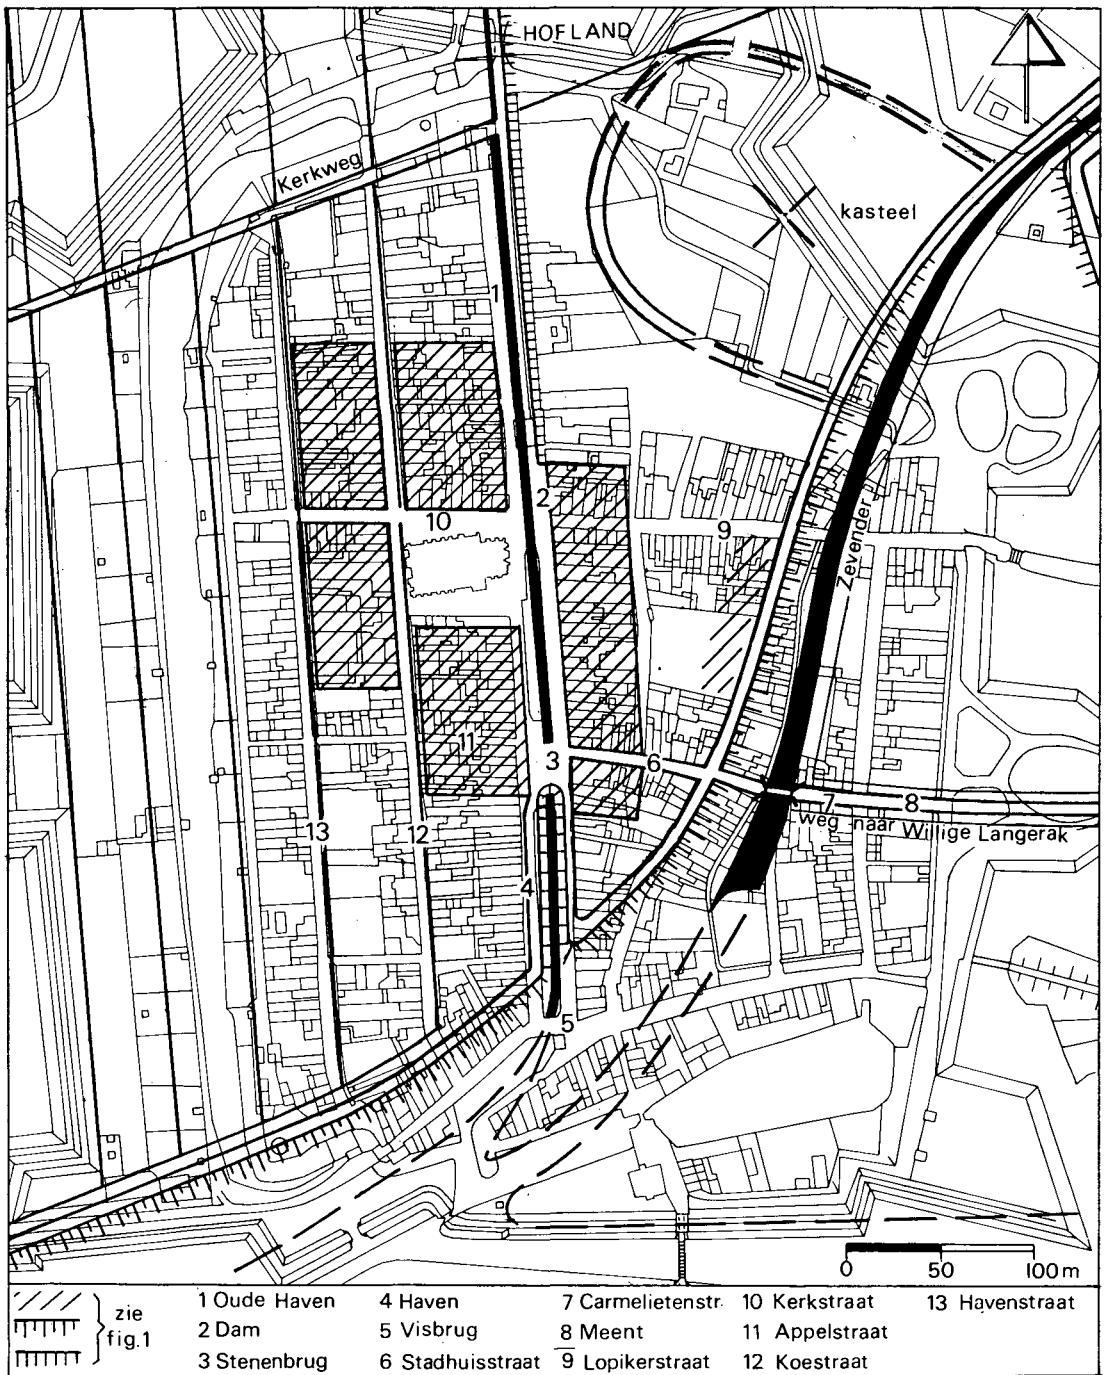 HOFLAND
Kerkweg
kasteel
1
2
10
9
Zevender
11
3
6
7
8
weg naar Willige Langerak
13
12
4
5
0 50 100m
zie
fig.1
1 Oude Haven
2 Dam
3 Stenenbrug
4 Haven
5 Visbrug
6 Stadhuisstraat
7 Carmelietenstr.
8 Meent
9 Lopikerstraat
10 Kerkstraat
11 Appelstraat
12 Koestraat
13 Havenstraat